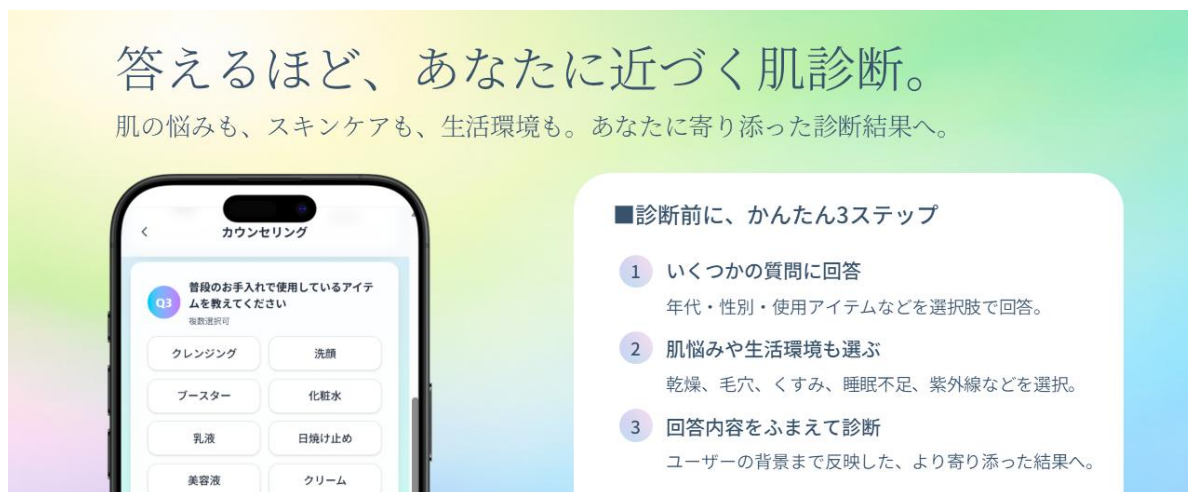 答えるほど、あなたに近づく肌診断。
肌の悩みも、スキンケアも、生活環境も。あなたに寄り添った診断結果へ。
カウンセリング
Q3
普段のお手入れで使用しているアイテ
ムを教えてください
複数選択可
クレンジング
洗顔
ブースター
化粧水
乳液
日焼け止め
美容液
クリーム
■診断前に、かんたん3ステップ
1 いくつかの質問に回答
年代・性別・使用アイテムなどを選択肢で回答。
2 肌悩みや生活環境も選ぶ
乾燥、毛穴、くすみ、睡眠不足、紫外線などを選択。
3 回答内容をふまえて診断
ユーザーの背景まで反映した、より寄り添った結果へ。